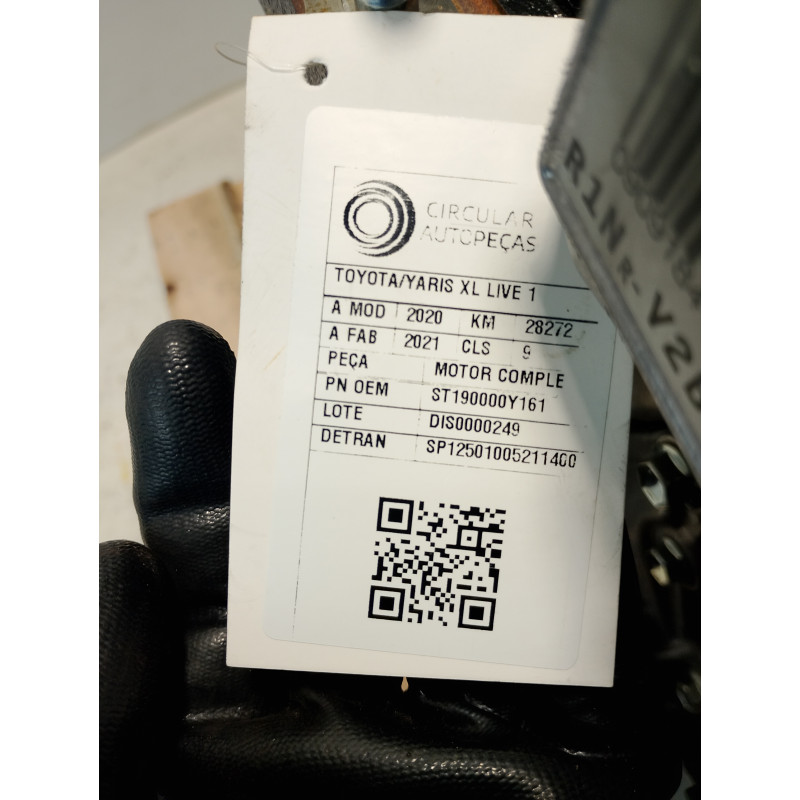 CIRCULAR
AUTOPEÇAS
TOYOTA/YARIS XL LIVE 1
A MOD 2020 KM 28272
A FAB 2021 CLS 9
PEÇA MOTOR COMPLE
PN OEM ST190000Y161
LOTE DIS0000249
DETRAN SP12501005211400